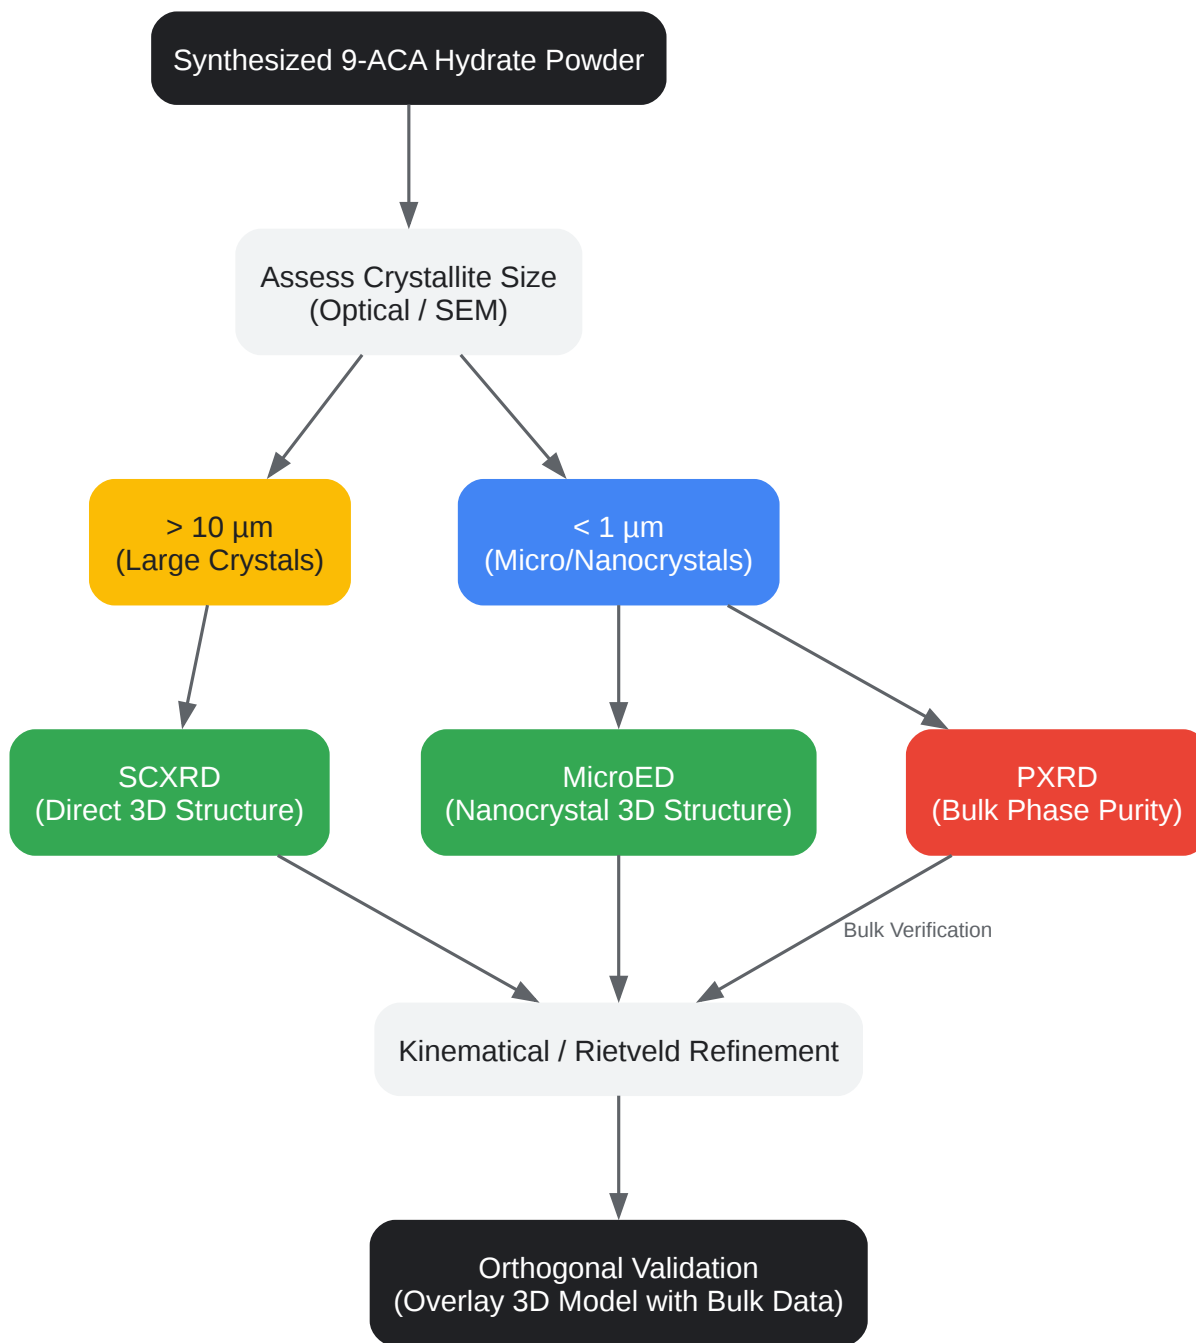 Synthesized 9-ACA Hydrate Powder
Assess Crystallite Size
(Optical / SEM)
> 10 µm
(Large Crystals)
< 1 µm
(Micro/Nanocrystals)
SCXRD
(Direct 3D Structure)
MicroED
(Nanocrystal 3D Structure)
PXRD
(Bulk Phase Purity)
Bulk Verification
Kinematical / Rietveld Refinement
Orthogonal Validation
(Overlay 3D Model with Bulk Data)